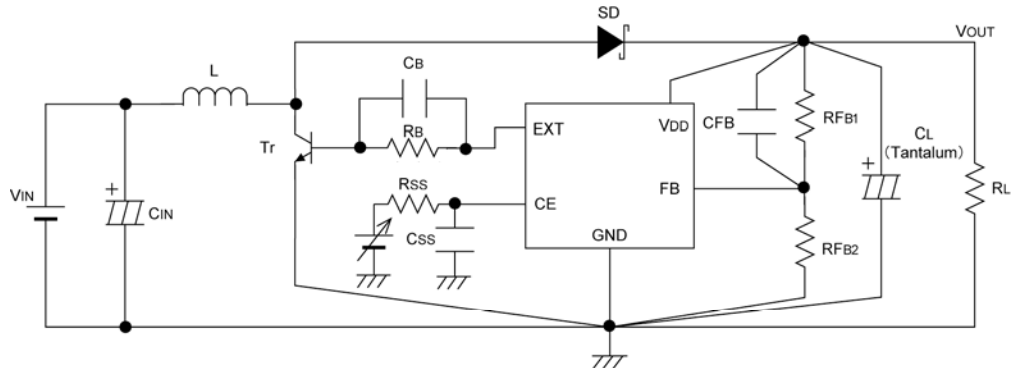 SD
VOUT
L
CB
RB
Tr
EXT
VDD
CFB
RFB1
CL
(Tantalum)
RL
VIN
+
CIN
RSS
CE
FB
+
CSS
GND
RFB2